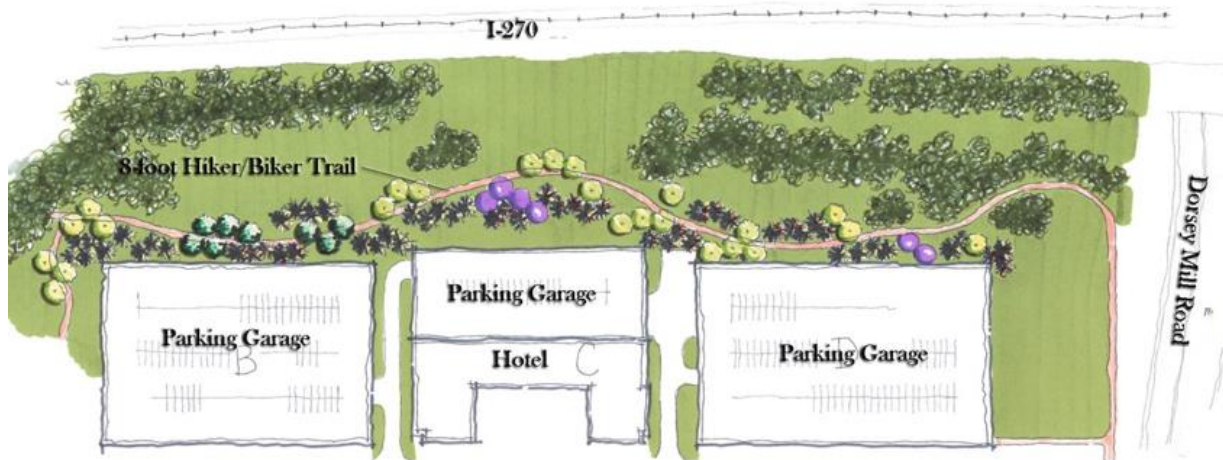 I-270
8-foot Hiker/Biker Trail
Dorsey Mill Road
Parking Garage
Parking Garage
B
Hotel
C
Parking Garage
D